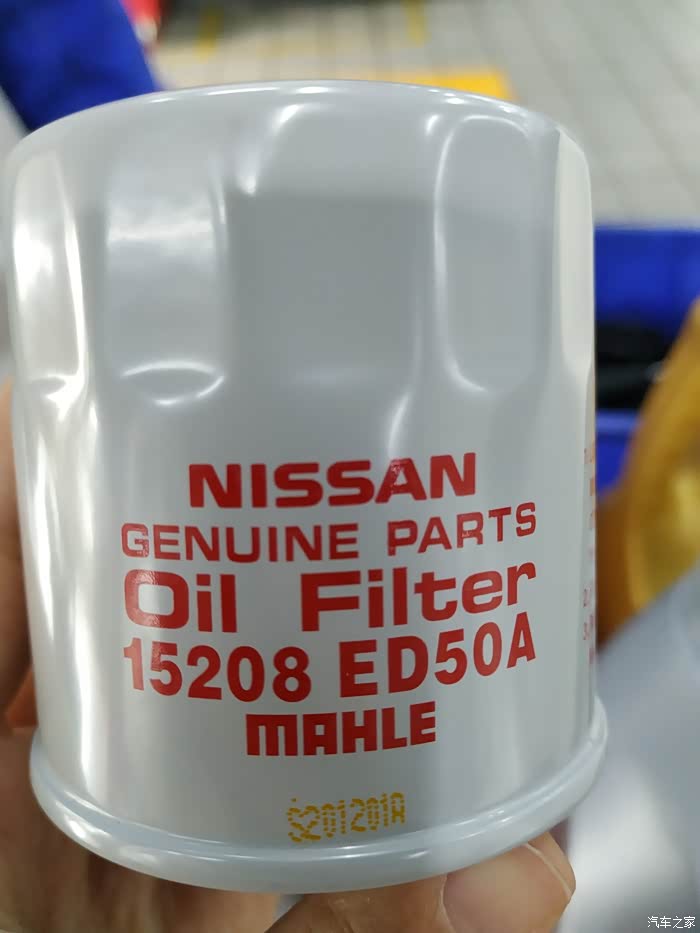 NISSAN
GENUINE PARTS
Oil Filter
15208 ED50A
MAHLE
S201201A
汽车之家